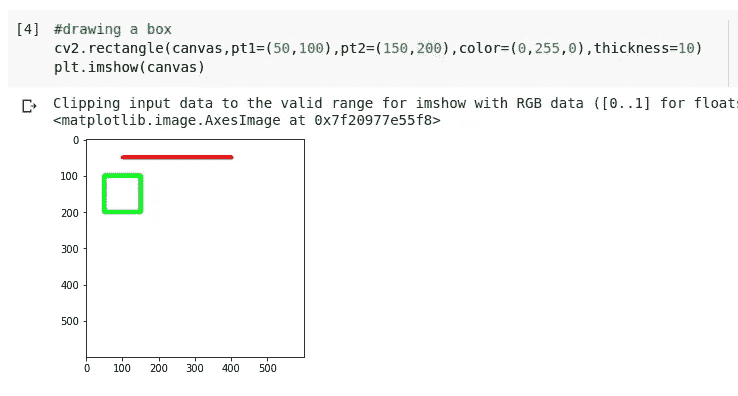 [4] #drawing a box
cv2.rectangle(canvas,pt1=(50,100),pt2=(150,200),color=(0,255,0),thickness=10)
plt.imshow(canvas)
Clipping input data to the valid range for imshow with RGB data ([0..1] for floats
<matplotlib.image.AxesImage at 0x7f20977e55f8>
0
100
200
300
400
500
0 100 200 300 400 500